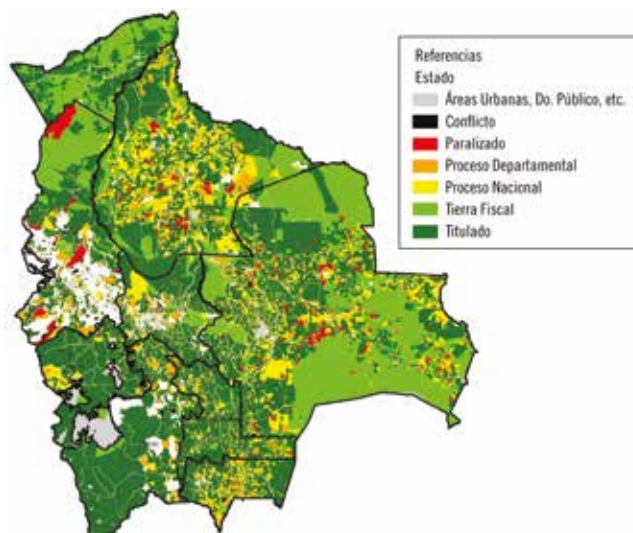 Referencias
Estado
Áreas Urbanas, Do. Público, etc.
Conflicto
Paralizado
Proceso Departamental
Proceso Nacional
Tierra Fiscal
Titulado